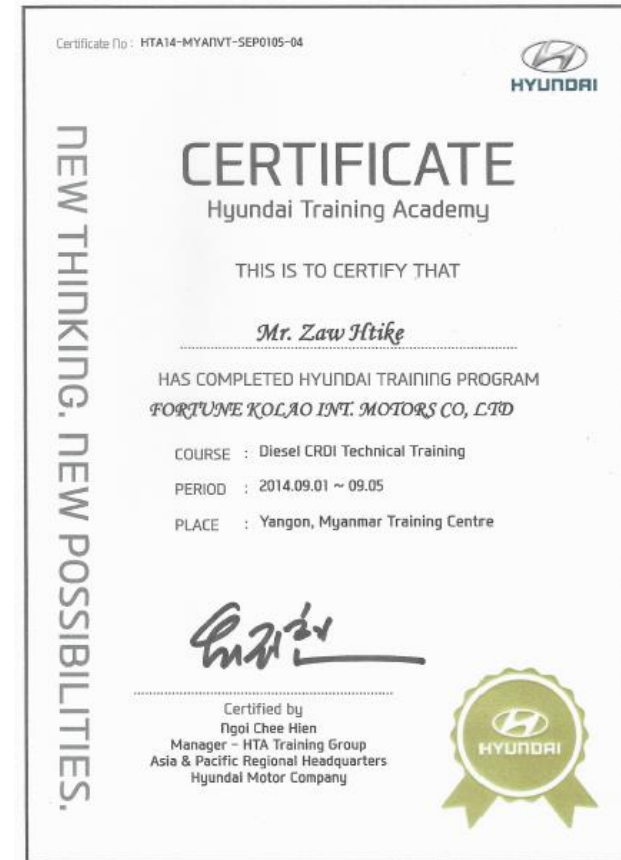 Certificate No : HTA14-MYANVT-SEP0105-04
HYUNDAI
NEW THINKING. NEW POSSIBILITIES.
CERTIFICATE
Hyundai Training Academy
THIS IS TO CERTIFY THAT
Mr. Zaw Htike
HAS COMPLETED HYUNDAI TRAINING PROGRAM
FORTUNE KOLAO INT. MOTORS CO, LTD
COURSE : Diesel CRDI Technical Training
PERIOD : 2014.09.01 ~ 09.05
PLACE : Yangon, Myanmar Training Centre
Certified by
Ngoi Chee Hien
Manager - HTA Training Group
Asia & Pacific Regional Headquarters
Hyundai Motor Company
HYUNDAI